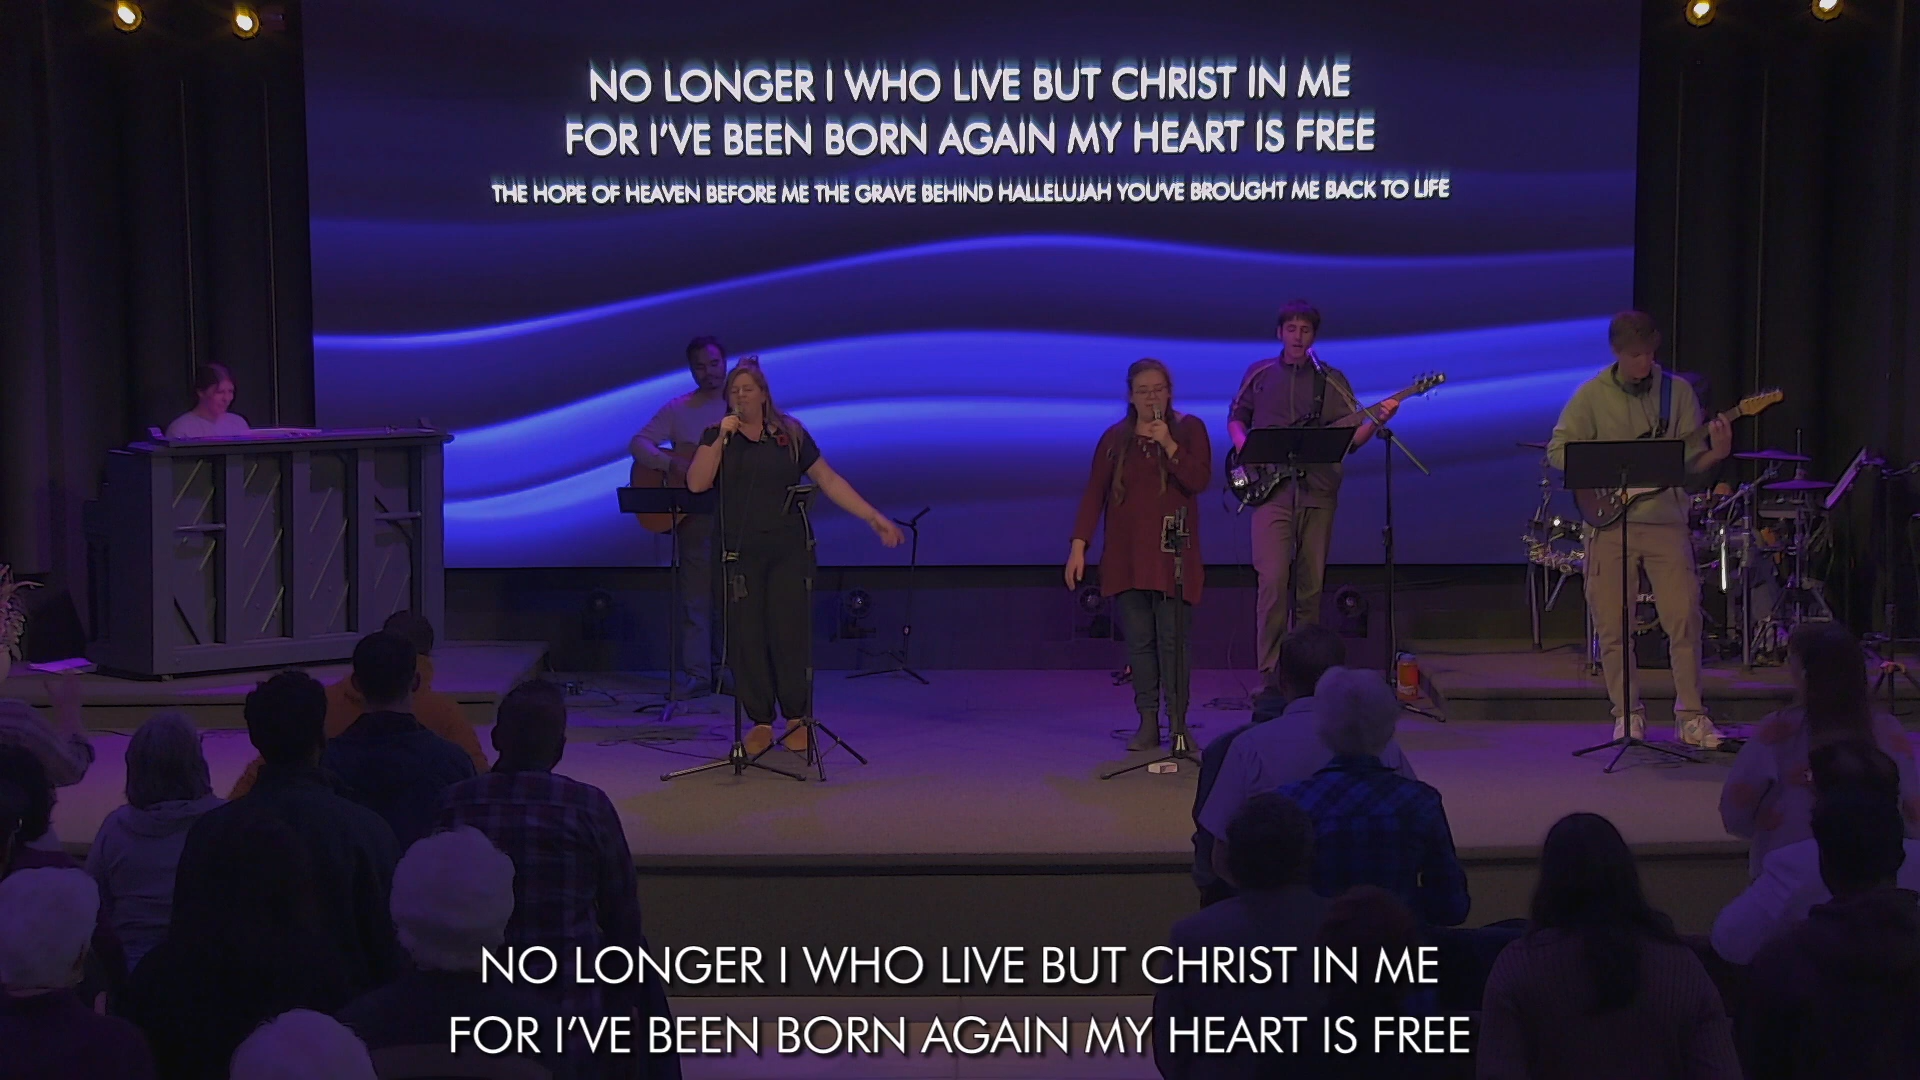 NO LONGER I WHO LIVE BUT CHRIST IN ME
FOR I'VE BEEN BORN AGAIN MY HEART IS FREE
THE HOPE OF HEAVEN BEFORE ME THE GRAVE BEHIND HALLELUJAH YOU'VE BROUGHT ME BACK TO LIFE
NO LONGER I WHO LIVE BUT CHRIST IN ME
FOR I'VE BEEN BORN AGAIN MY HEART IS FREE